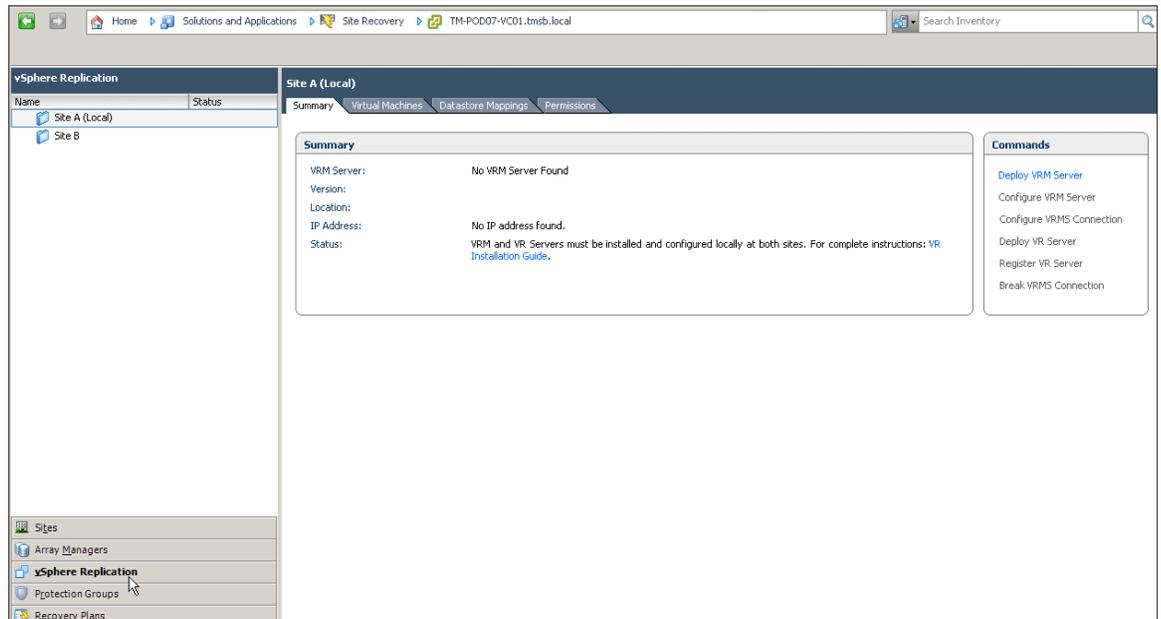 Home Solutions and Applications Site Recovery TM-POD07-VC01.tmsb.local Search Inventory
vSphere Replication
Name Status
Site A (Local)
Site B
Sites
Array Managers
vSphere Replication
Protection Groups
Recovery Plans
Site A (Local)
Summary Virtual Machines Datastore Mappings Permissions
Summary
VRM Server: No VRM Server Found
Version:
Location:
IP Address: No IP address found.
Status: VRM and VR Servers must be installed and configured locally at both sites. For complete instructions: VR
Installation Guide.
Commands
Deploy VRM Server
Configure VRM Server
Configure VRMS Connection
Deploy VR Server
Register VR Server
Break VRMS Connection